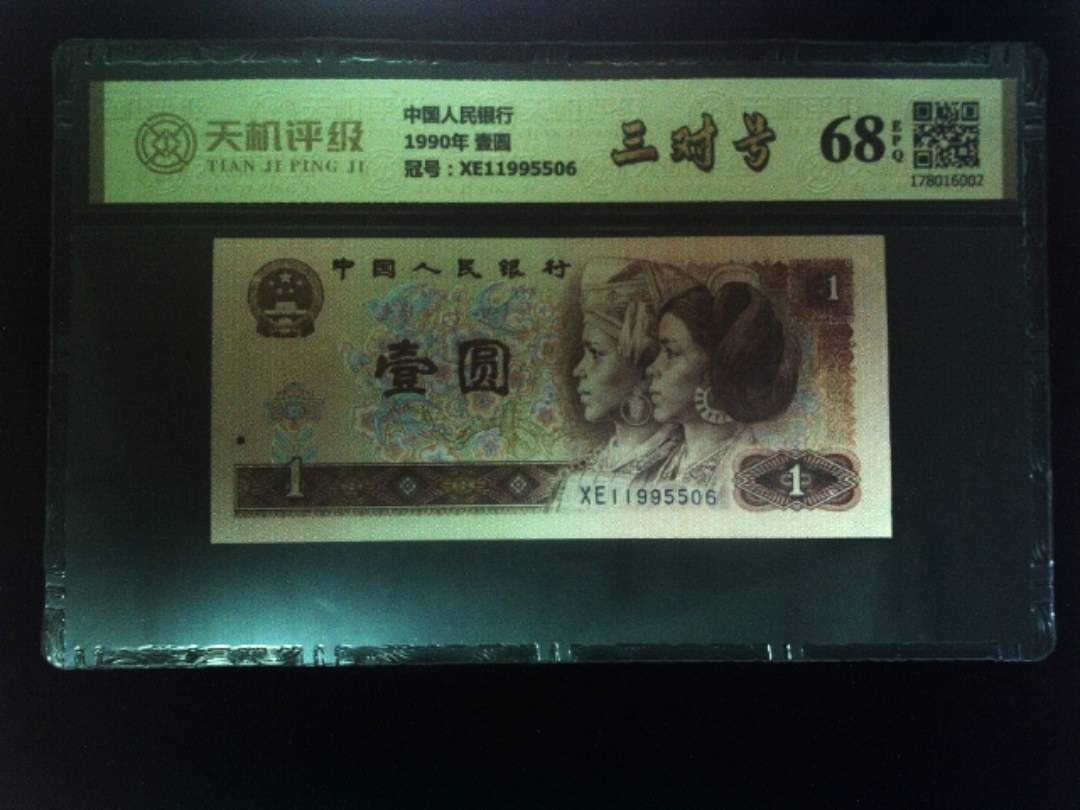 天机评级
TIAN JI PING JI
中国人民银行
1990年 壹圆
冠号：XE11995506
三对号
68
EPQ
178016002
中国人民银行
1
壹圆
1
XE11995506
1